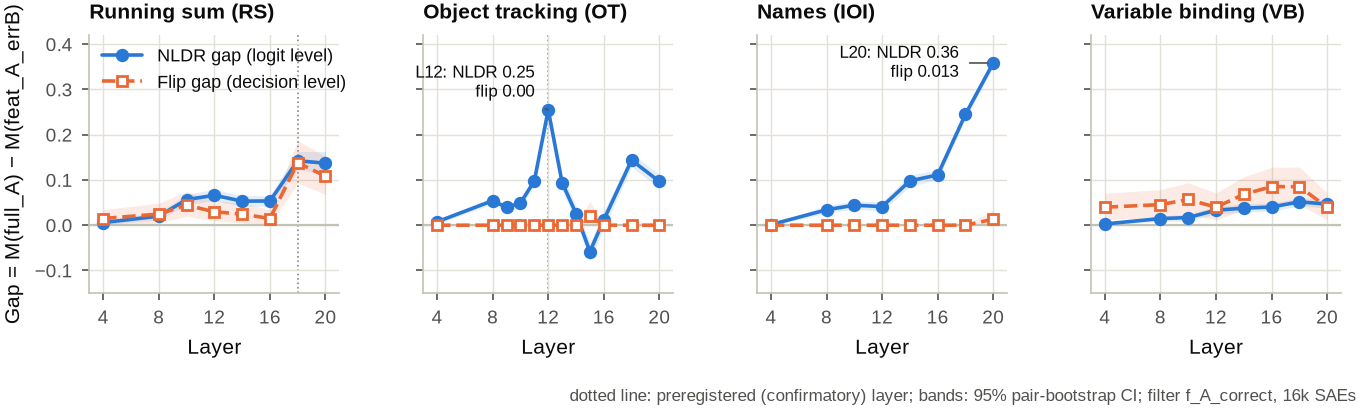 Running sum (RS)
Object tracking (OT)
Names (IOI)
Variable binding (VB)
Gap = M(full_A) − M(feat_A_errB)
0.4
0.3
0.2
0.1
0.0
−0.1
NLDR gap (logit level)
Flip gap (decision level)
L12: NLDR 0.25
flip 0.00
L20: NLDR 0.36
flip 0.013
4 8 12 16 20
4 8 12 16 20
4 8 12 16 20
4 8 12 16 20
Layer
Layer
Layer
Layer
dotted line: preregistered (confirmatory) layer; bands: 95% pair-bootstrap CI; filter f_A_correct, 16k SAEs